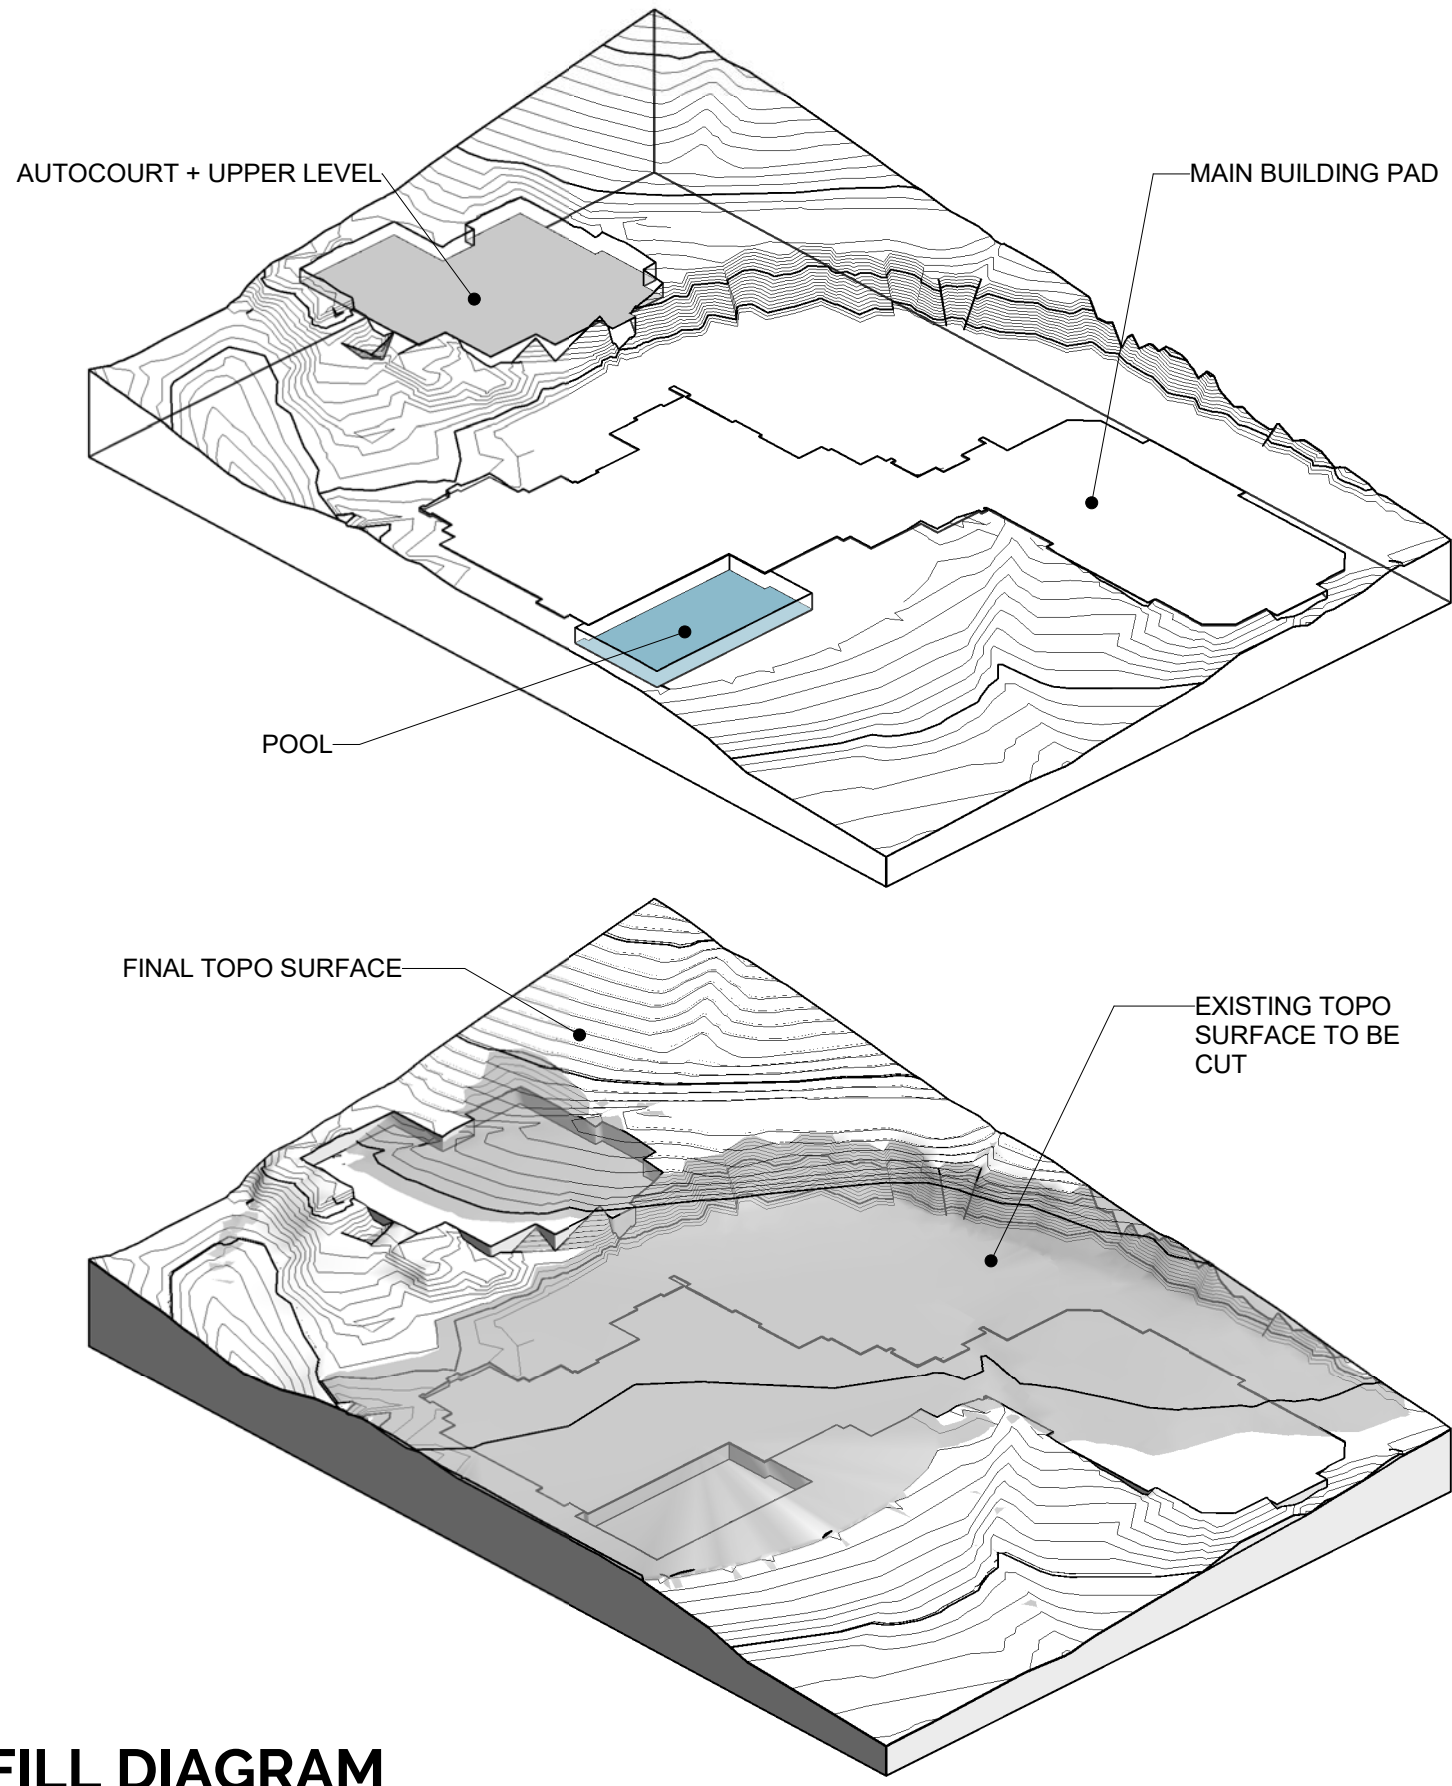 AUTOCOURT + UPPER LEVEL
MAIN BUILDING PAD
POOL
FINAL TOPO SURFACE
EXISTING TOPO
SURFACE TO BE
CUT
FILL DIAGRAM